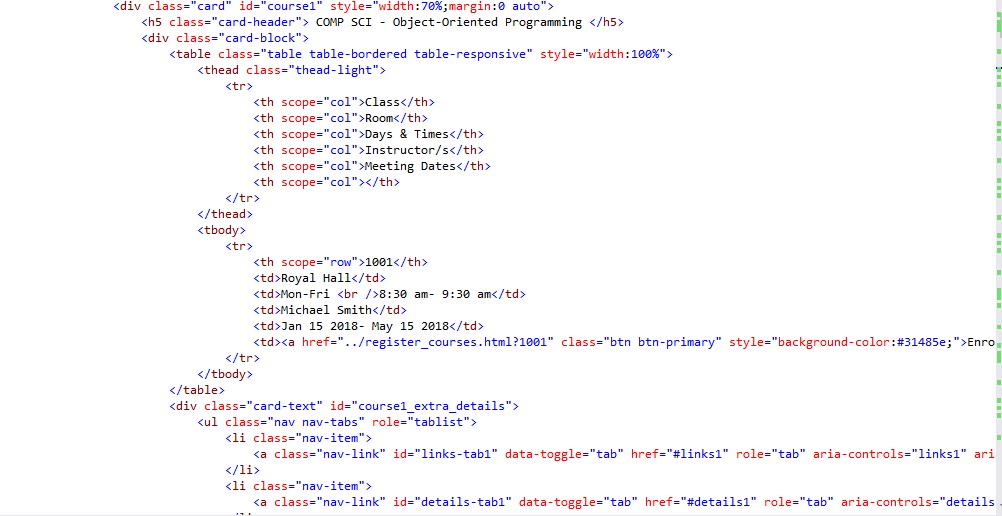 <div class="card" id="course1" style="width:70%;margin:0 auto">
<h5 class="card-header"> COMP SCI - Object-Oriented Programming </h5>
<div class="card-block">
<table class="table table-bordered table-responsive" style="width:100%">
<thead class="thead-light">
<tr>
<th scope="col">Class</th>
<th scope="col">Room</th>
<th scope="col">Days & Times</th>
<th scope="col">Instructor/s</th>
<th scope="col">Meeting Dates</th>
<th scope="col"></th>
</tr>
</thead>
<tbody>
<tr>
<th scope="row">1001</th>
<td>Royal Hall</td>
<td>Mon-Fri <br />8:30 am- 9:30 am</td>
<td>Michael Smith</td>
<td>Jan 15 2018- May 15 2018</td>
<td><a href="../register_courses.html?1001" class="btn btn-primary" style="background-color:#31485e;">Enro
</tr>
</tbody>
</table>
<div class="card-text" id="course1_extra_details">
<ul class="nav nav-tabs" role="tablist">
<li class="nav-item">
<a class="nav-link" id="links-tab1" data-toggle="tab" href="#links1" role="tab" aria-controls="links1" ari
</li>
<li class="nav-item">
<a class="nav-link" id="details-tab1" data-toggle="tab" href="#details1" role="tab" aria-controls="details